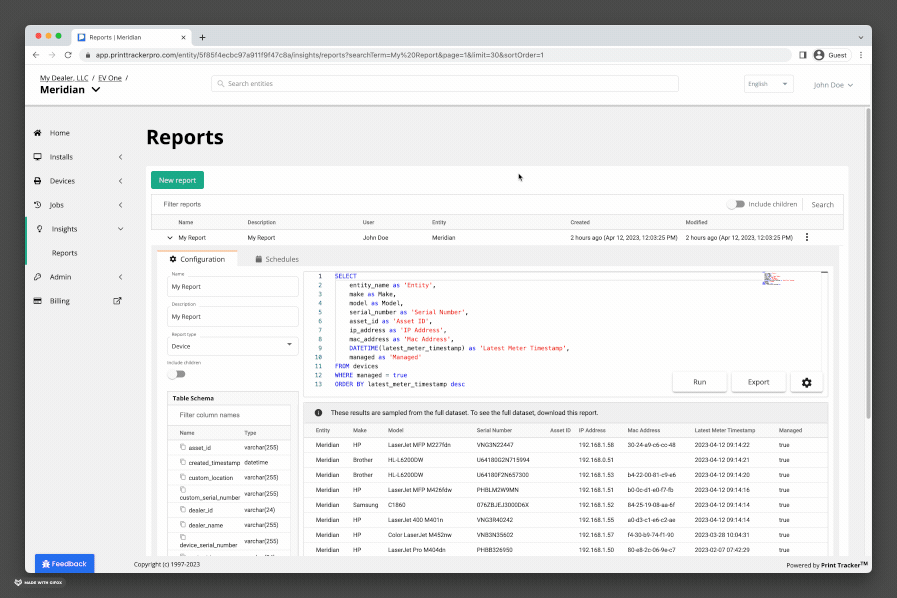 Reports | Meridian
app.printtrackerpro.com/entity/5f85f4ecbc97a911f9f47c8a/insights/reports?searchTerm=My%20Report&page=1&limit=30&sortOrder=1
Guest
My Dealer, LLC / EV One /
Meridian
Search entities
English
John Doe
Home
Installs
Devices
Jobs
Insights
Reports
Admin
Billing
Reports
New report
Filter reports
Include children
Search
Name Description User Entity Created Modified
My Report My Report John Doe Meridian 2 hours ago (Apr 12, 2023, 12:03:25 PM) 2 hours ago (Apr 12, 2023, 12:03:25 PM)
Configuration
Schedules
Name
My Report
Description
My Report
Report type
Device
Include children
Table Schema
Filter column names
Name Type
asset_id varchar(255)
created_timestamp datetime
custom_location varchar(255)
custom_serial_number varchar(255)
dealer_id varchar(24)
dealer_name varchar(255)
device_serial_number varchar(255)
1 SELECT
2 entity_name as 'Entity',
3 make as Make,
4 model as Model,
5 serial_number as 'Serial Number',
6 asset_id as 'Asset ID',
7 ip_address as 'IP Address',
8 mac_address as 'Mac Address',
9 DATETIME(latest_meter_timestamp) as 'Latest Meter Timestamp',
10 managed as 'Managed'
11 FROM devices
12 WHERE managed = true
13 ORDER BY latest_meter_timestamp desc
Run
Export
These results are sampled from the full dataset. To see the full dataset, download this report.
Entity Make Model Serial Number Asset ID IP Address Mac Address Latest Meter Timestamp Managed
Meridian HP LaserJet MFP M227fdn VNG3N22447 192.168.1.58 30-24-a9-c6-cc-48 2023-04-12 09:14:22 true
Meridian Brother HL-L6200DW U64180G2N715994 192.168.0.51 2023-04-12 09:14:21 true
Meridian Brother HL-L6200DW U64180F2N657300 192.168.1.53 b4-22-00-81-c9-e6 2023-04-12 09:14:20 true
Meridian HP LaserJet MFP M426fdw PHBLM2W9MN 192.168.1.51 b0-0c-d1-e0-f7-fb 2023-04-12 09:14:16 true
Meridian Samsung C1860 076ZBJEJ3000D6X 192.168.1.52 84-25-19-08-aa-6f 2023-04-12 09:14:14 true
Meridian HP LaserJet 400 M401n VNG3R40242 192.168.1.55 a0-d3-c1-e6-c2-ae 2023-04-12 09:14:14 true
Meridian HP Color LaserJet M452nw VNB3N35602 192.168.1.57 f4-30-b9-74-f1-90 2023-03-28 10:04:31 true
Meridian HP LaserJet Pro M404dn PHBB326950 192.168.1.50 80-e8-2c-06-9e-c7 2023-02-07 07:42:29 true
Feedback
Copyright (c) 1997-2023
Powered by Print Tracker™
MADE WITH GIFOX